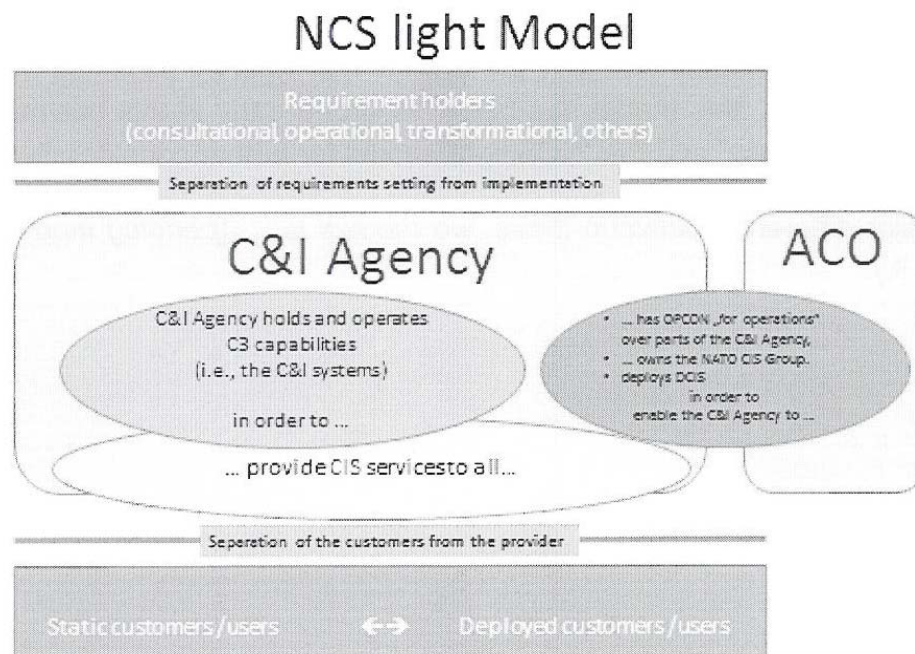 NCS light Model
Requirement holders
(consultational, operational, transformational, others)
Separation of requirements setting from implementation
C&I Agency
ACO
C&I Agency holds and operates
C3 capabilities
(i.e., the C&I systems)
in order to ...
• ... has OPCON „for operations"
over parts of the C&I Agency,
• ... owns the NATO CIS Group.
• deploys DCIS
in order to
enable the C&I Agency to ...
... provide CIS servicesto all...
Separation of the customers from the provider
Static customers/users ↔ Deployed customers/users